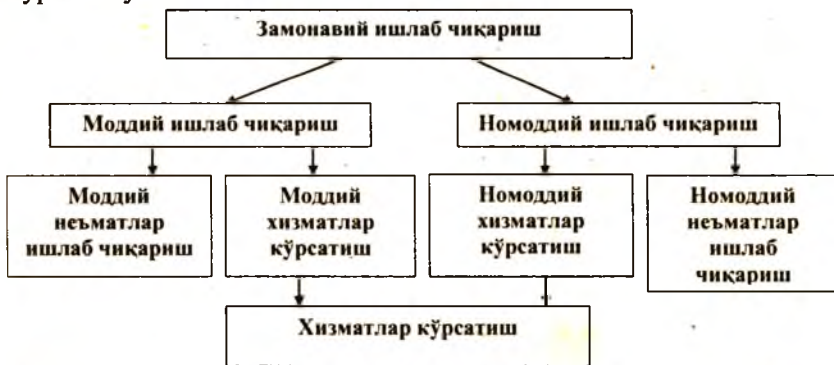 Замонавий ишлаб чиқариш
Моддий ишлаб чиқариш
Номоддий ишлаб чиқариш
Моддий
неъматлар
ишлаб чиқариш
Моддий
хизматлар
кўрсатиш
Номоддий
хизматлар
кўрсатиш
Номоддий
неъматлар
ишлаб
чиқариш
Хизматлар кўрсатиш